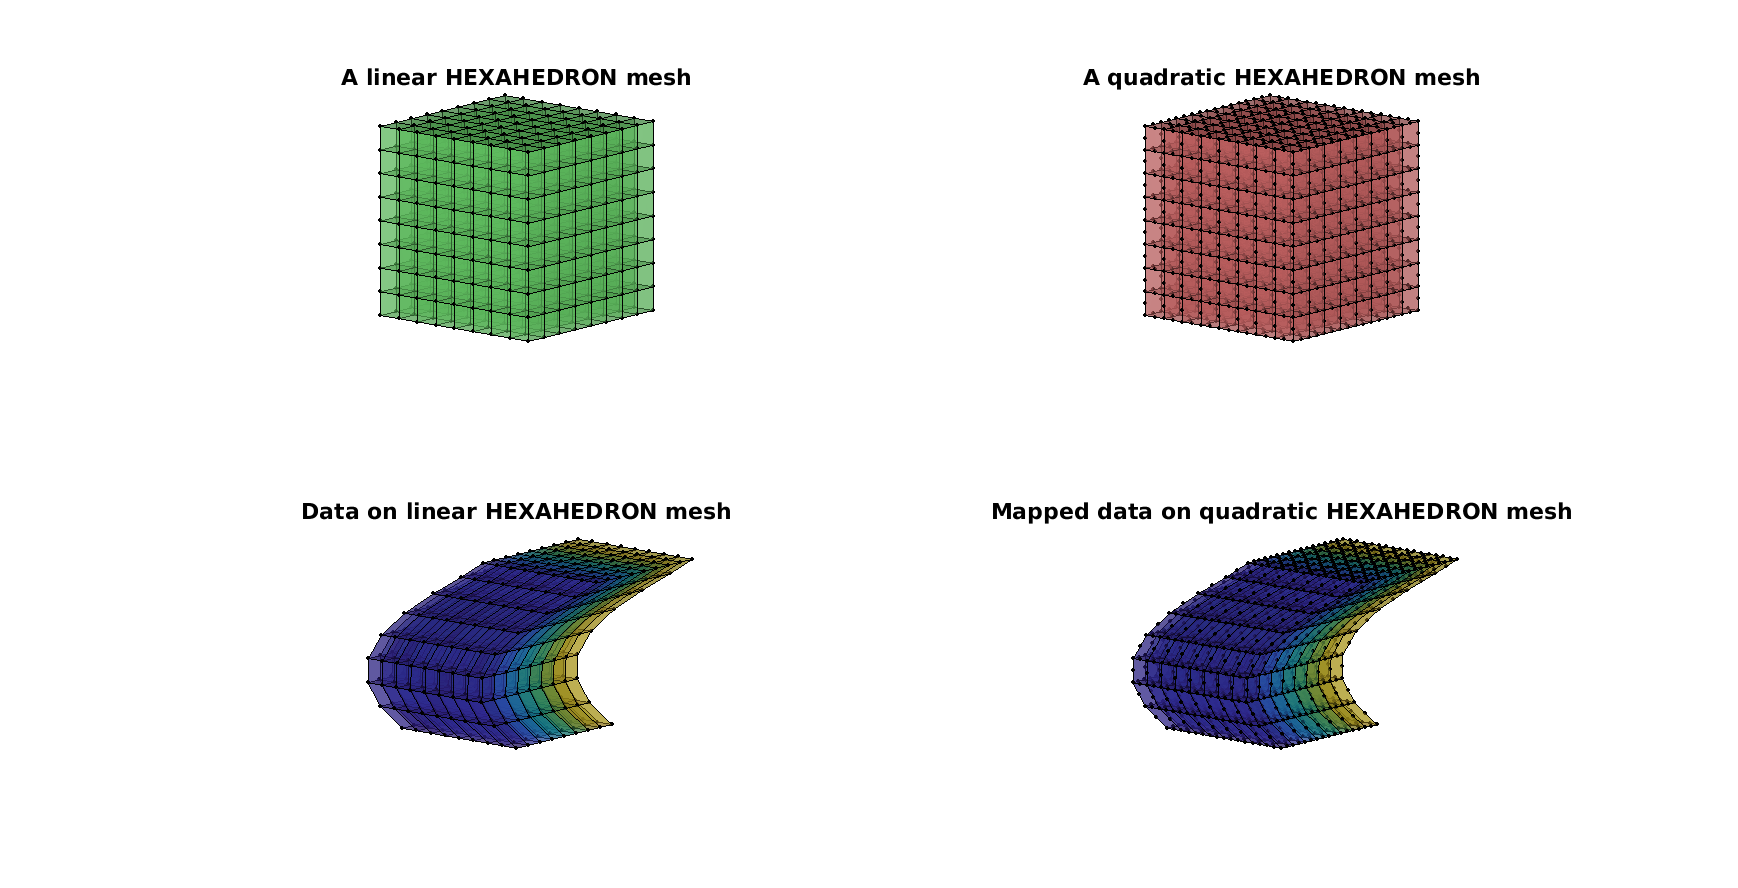 A linear HEXAHEDRON mesh
A quadratic HEXAHEDRON mesh
Data on linear HEXAHEDRON mesh
Mapped data on quadratic HEXAHEDRON mesh